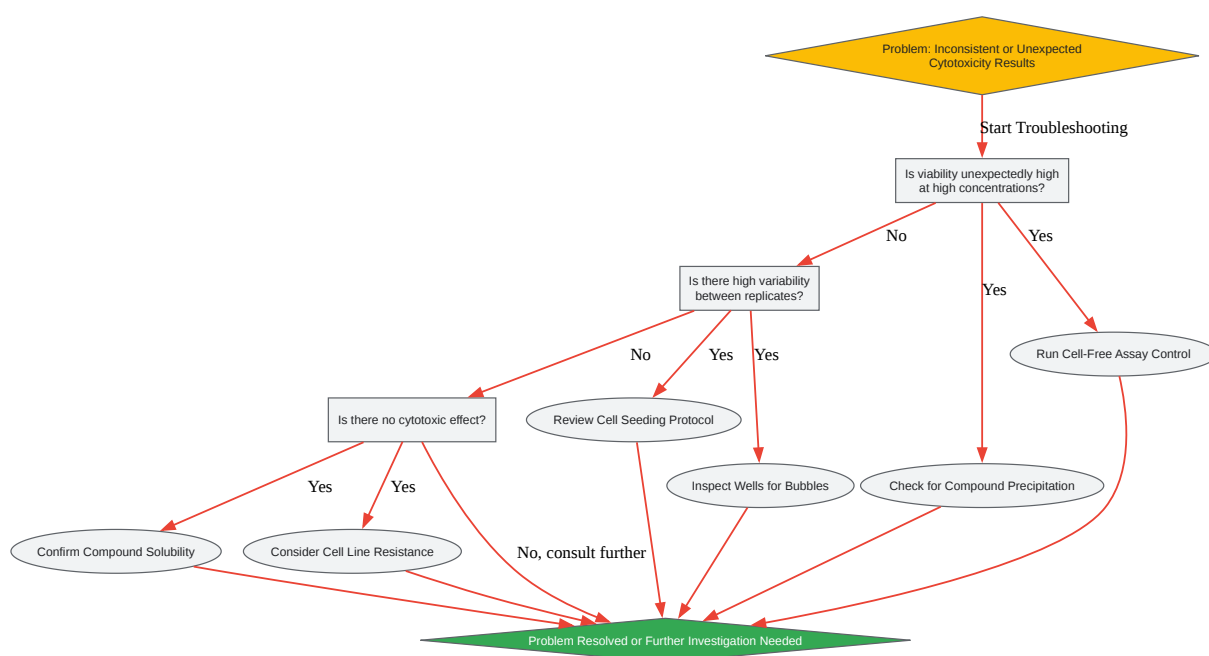 Problem: Inconsistent or Unexpected
Cytotoxicity Results
Start Troubleshooting
Is viability unexpectedly high
at high concentrations?
No
Yes
Is there high variability
between replicates?
Yes
No
Yes
Yes
Run Cell-Free Assay Control
Is there no cytotoxic effect?
Review Cell Seeding Protocol
Yes
Yes
Inspect Wells for Bubbles
Check for Compound Precipitation
Confirm Compound Solubility
Consider Cell Line Resistance
No, consult further
Problem Resolved or Further Investigation Needed